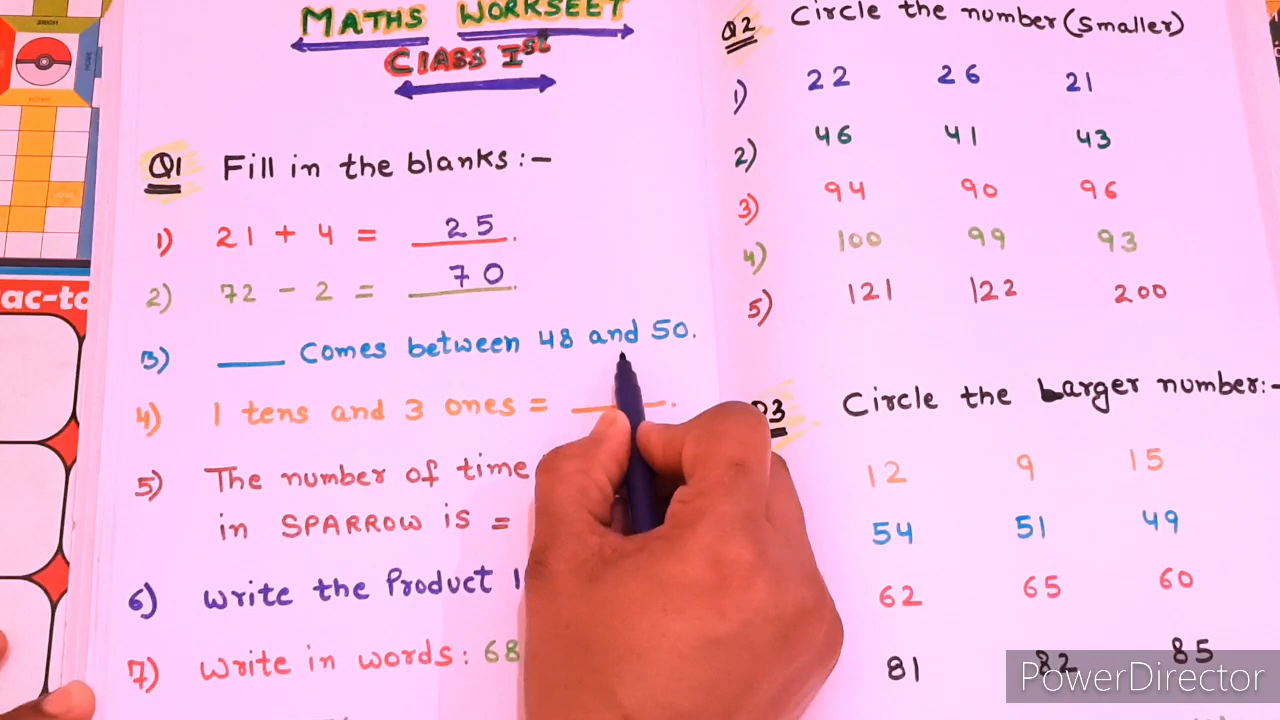 MATHS WORKSEET
CLASS Ist
Q1 Fill in the blanks :-
1) 21 + 4 = 25.
2) 72 - 2 = 70.
3) ____ Comes between 48 and 50.
4) 1 tens and 3 ones = ____.
5) The number of time
in SPARROW is =
6) write the Product
7) write in words: 68
Q2 Circle the number (Smaller)
1) 22 26 21
2) 46 41 43
3) 94 90 96
4) 100 99 93
5) 121 122 200
Q3 Circle the Larger number:-
12 9 15
54 51 49
62 65 60
81 82 85
ac-to
PowerDirector